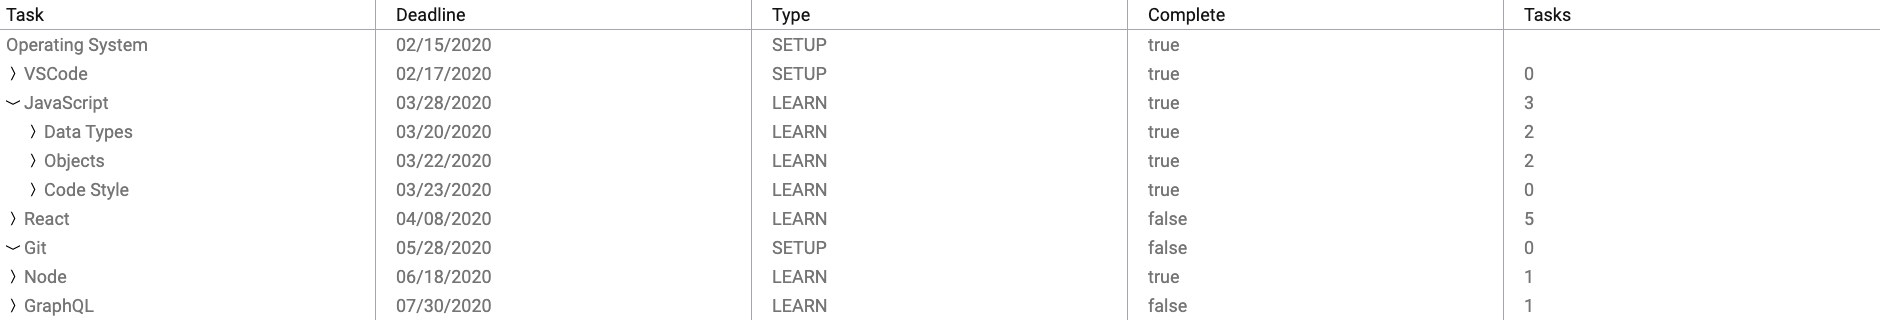 Task Deadline Type Complete Tasks
Operating System 02/15/2020 SETUP true
VSCode 02/17/2020 SETUP true 0
JavaScript 03/28/2020 LEARN true 3
Data Types 03/20/2020 LEARN true 2
Objects 03/22/2020 LEARN true 2
Code Style 03/23/2020 LEARN true 0
React 04/08/2020 LEARN false 5
Git 05/28/2020 SETUP false 0
Node 06/18/2020 LEARN true 1
GraphQL 07/30/2020 LEARN false 1